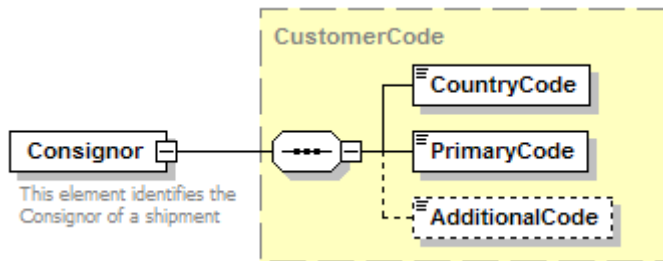 CustomerCode
CountryCode
Consignor
PrimaryCode
This element identifies the
Consignor of a shipment
AdditionalCode